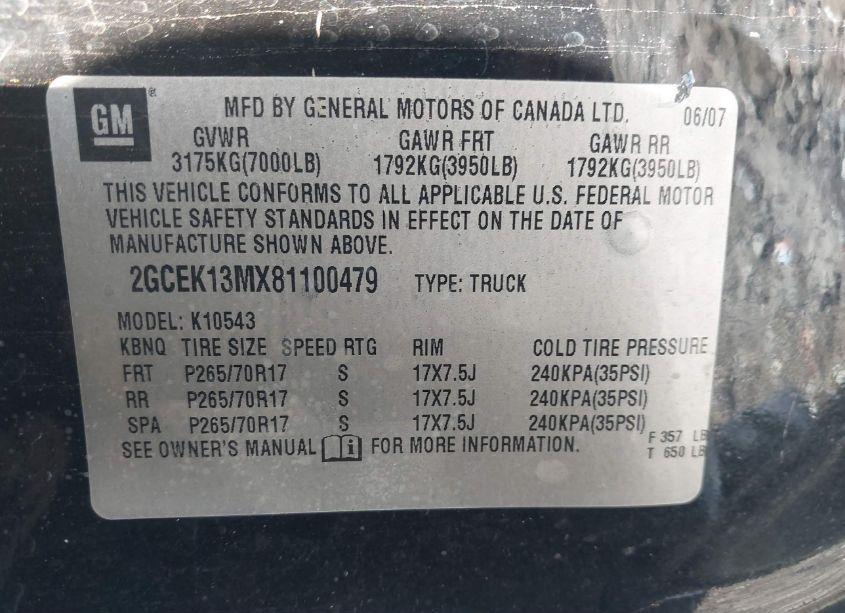 GM ® MFD BY GENERAL MOTORS OF CANADA LTD. 06/07
GVWR GAWR FRT GAWR RR
3175KG(7000LB) 1792KG(3950LB) 1792KG(3950LB)
THIS VEHICLE CONFORMS TO ALL APPLICABLE U.S. FEDERAL MOTOR
VEHICLE SAFETY STANDARDS IN EFFECT ON THE DATE OF
MANUFACTURE SHOWN ABOVE.
2GCEK13MX81100479 TYPE: TRUCK
MODEL: K10543
KBNQ TIRE SIZE SPEED RTG RIM COLD TIRE PRESSURE
FRT P265/70R17 S 17X7.5J 240KPA(35PSI)
RR P265/70R17 S 17X7.5J 240KPA(35PSI)
SPA P265/70R17 S 17X7.5J 240KPA(35PSI)
SEE OWNER'S MANUAL i FOR MORE INFORMATION.
F 357 LB
T 650 LB